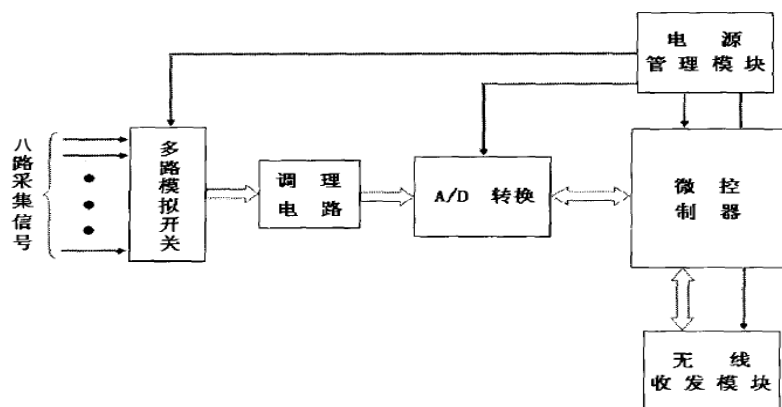 电 源
管 理 模 块
八路采集信号
多路模拟开关
调 理
电 路
A/D 转换
微 控
制 器
无 线
收 发 模 块